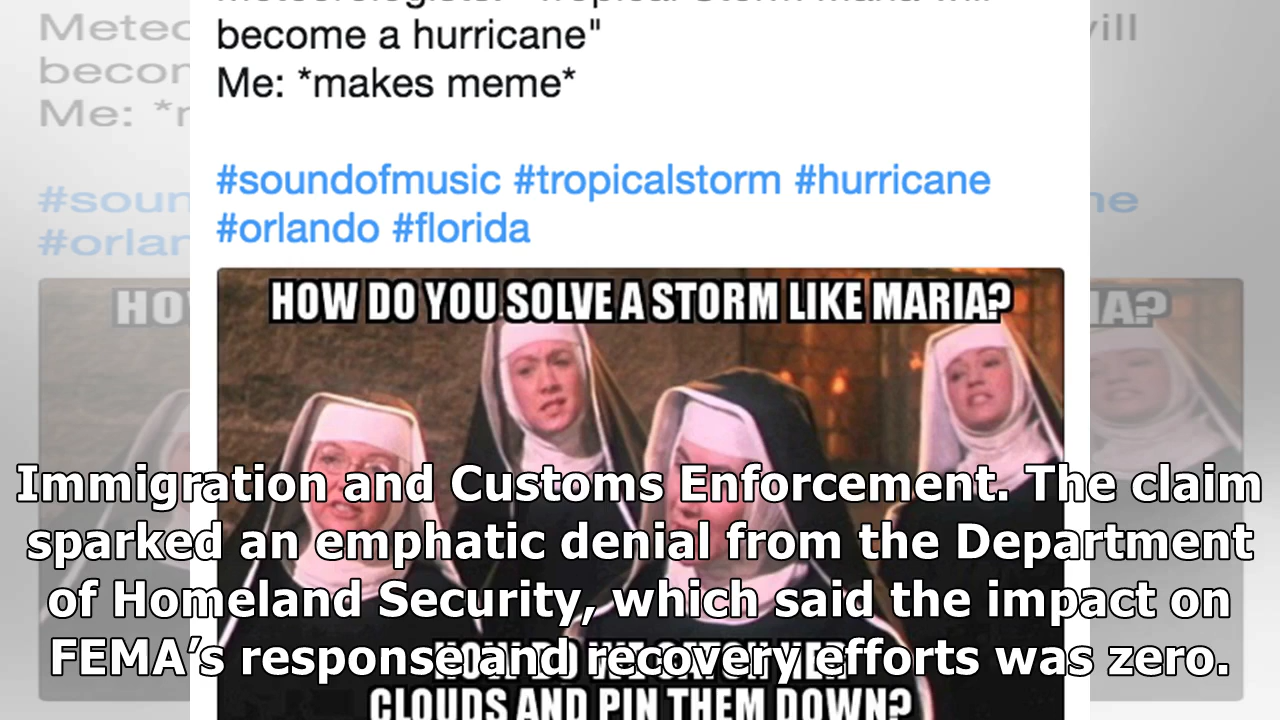 become a hurricane"
Me: *makes meme*
#soundofmusic #tropicalstorm #hurricane
#orlando #florida
HOW DO YOU SOLVE A STORM LIKE MARIA?
Immigration and Customs Enforcement. The claim
sparked an emphatic denial from the Department
of Homeland Security, which said the impact on
FEMA’s response and recovery efforts was zero.
CLOUDS AND PIN THEM DOWN?